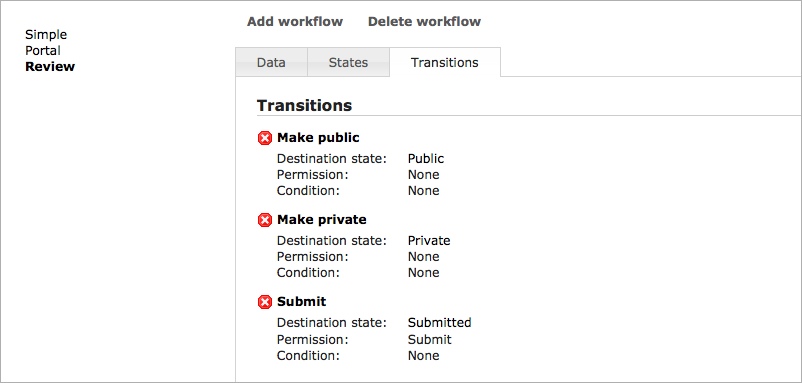 Simple
Portal
Review
Add workflow Delete workflow
Data States Transitions
Transitions
Make public
Destination state: Public
Permission: None
Condition: None
Make private
Destination state: Private
Permission: None
Condition: None
Submit
Destination state: Submitted
Permission: Submit
Condition: None